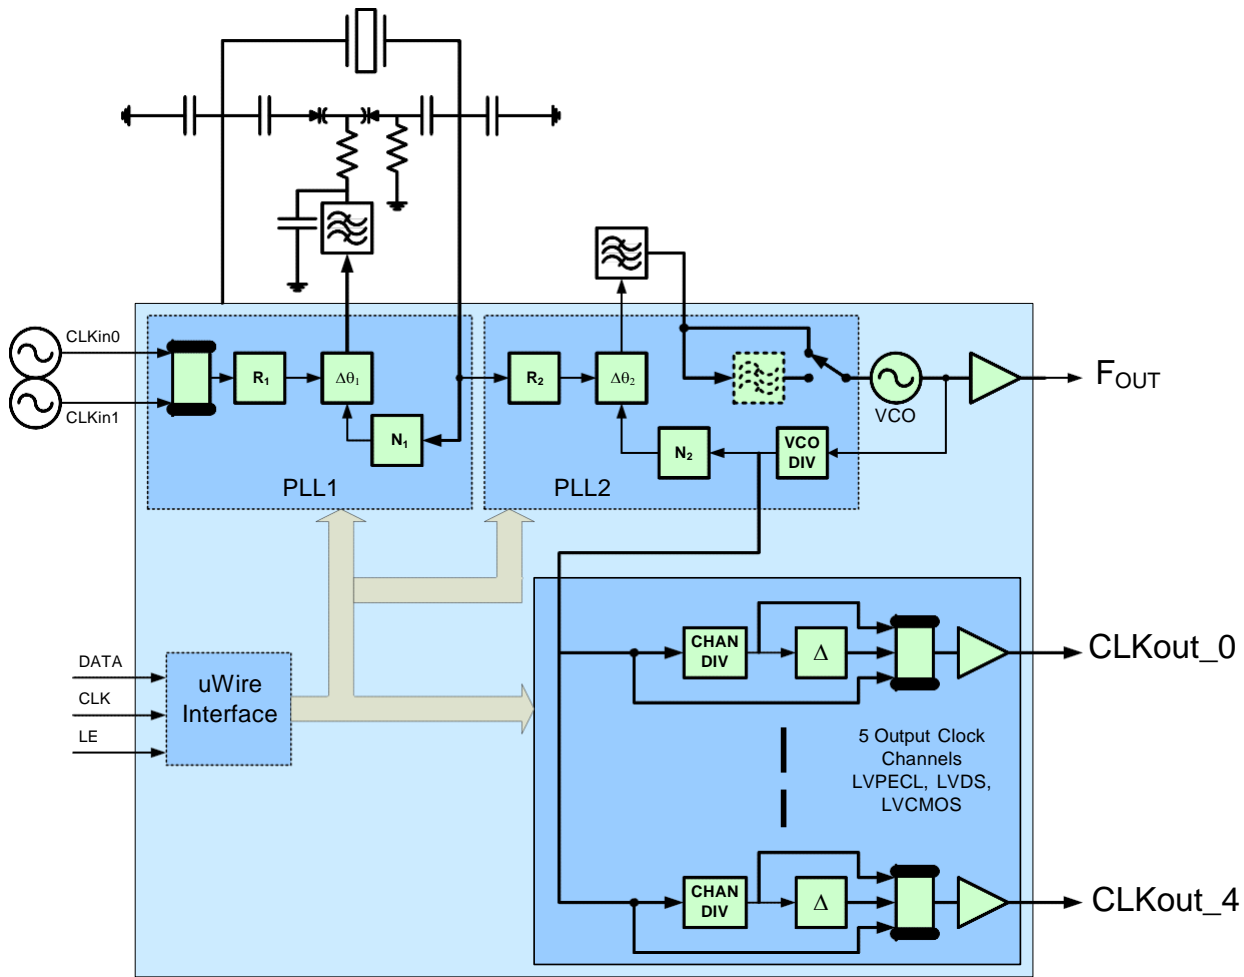 CLKin0
CLKin1
R₁
Δθ₁
N₁
PLL1
R₂
Δθ₂
N₂
VCO
DIV
PLL2
VCO
F_OUT
DATA
CLK
LE
uWire
Interface
CHAN
DIV
Δ
CLKout_0
5 Output Clock
Channels
LVPECL, LVDS,
LVCMOS
CHAN
DIV
Δ
CLKout_4